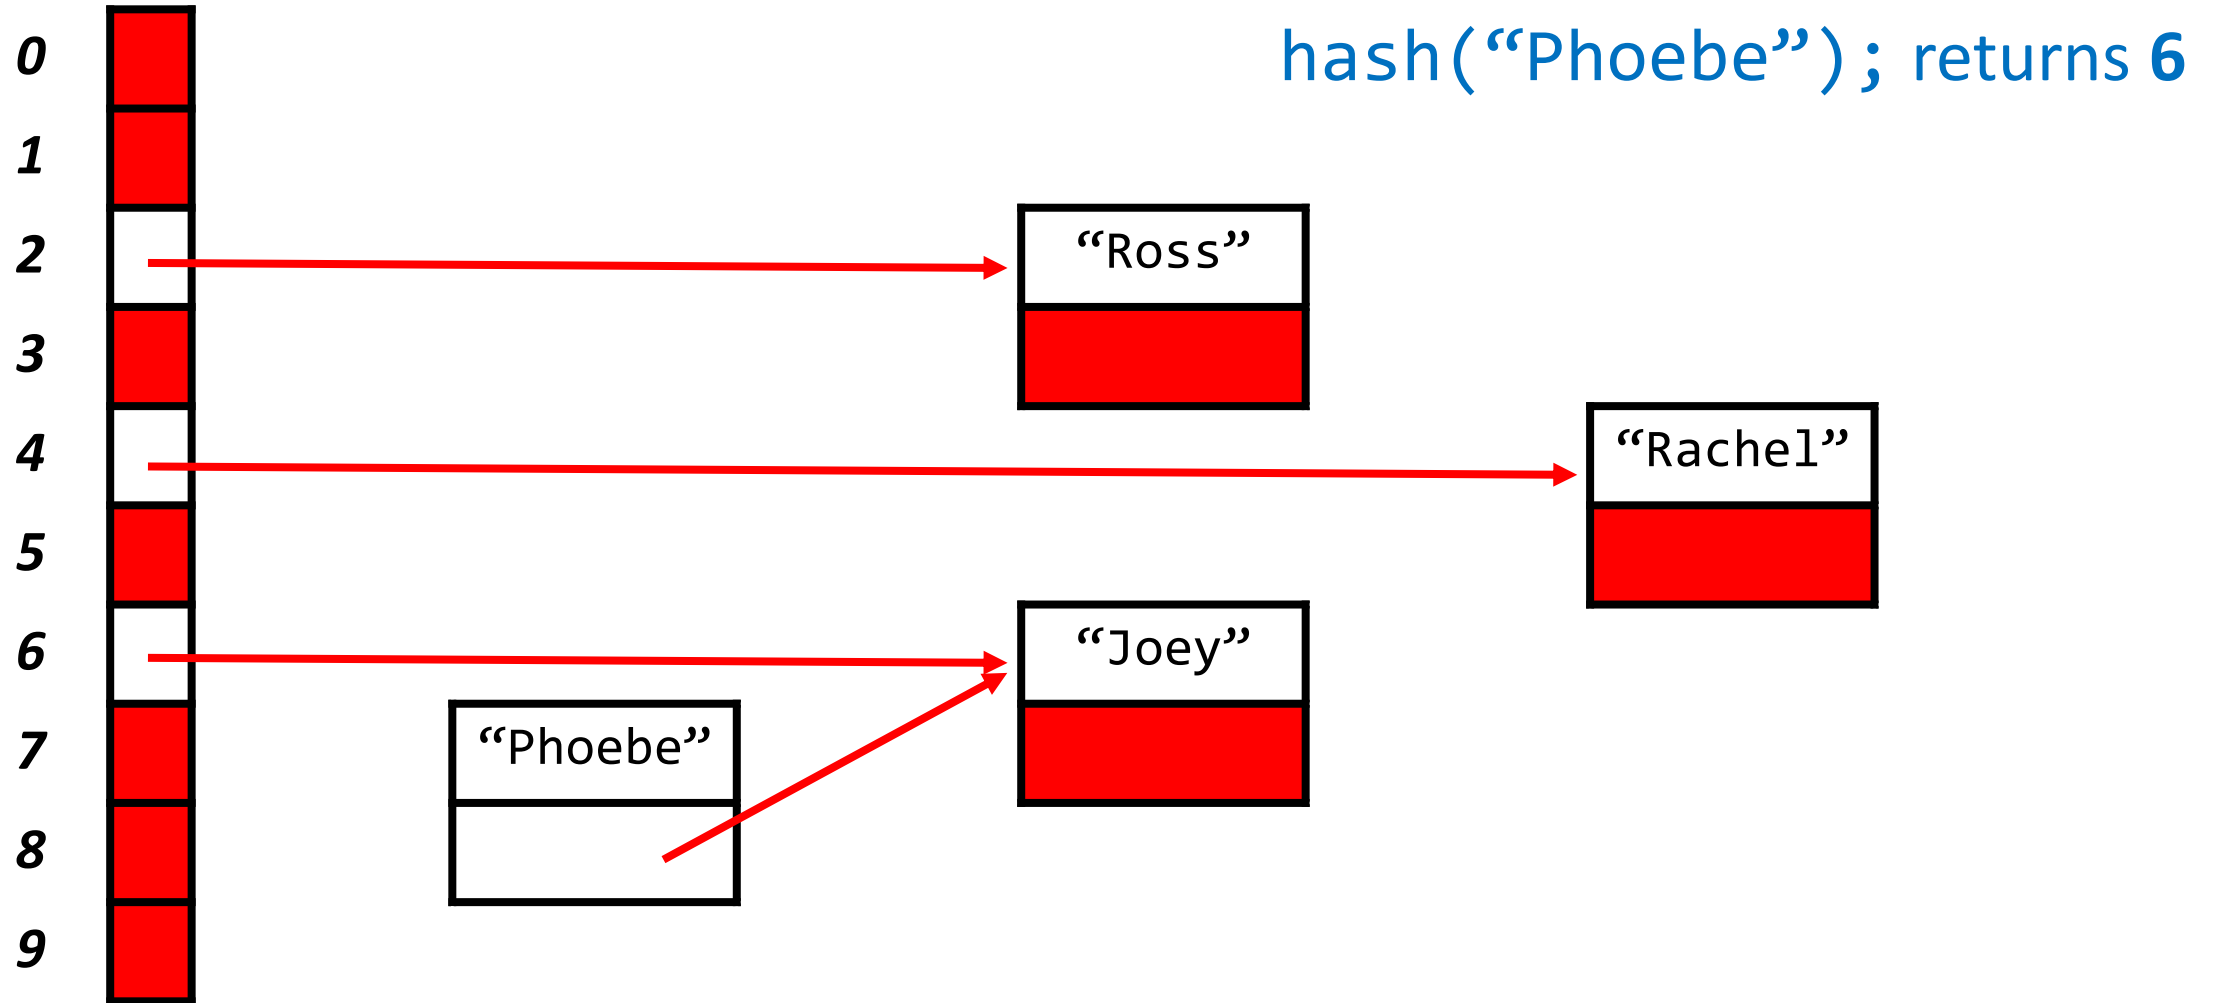 hash(“Phoebe”); returns 6
0
1
2
“Ross”
3
4
“Rachel”
5
6
“Joey”
7
“Phoebe”
8
9